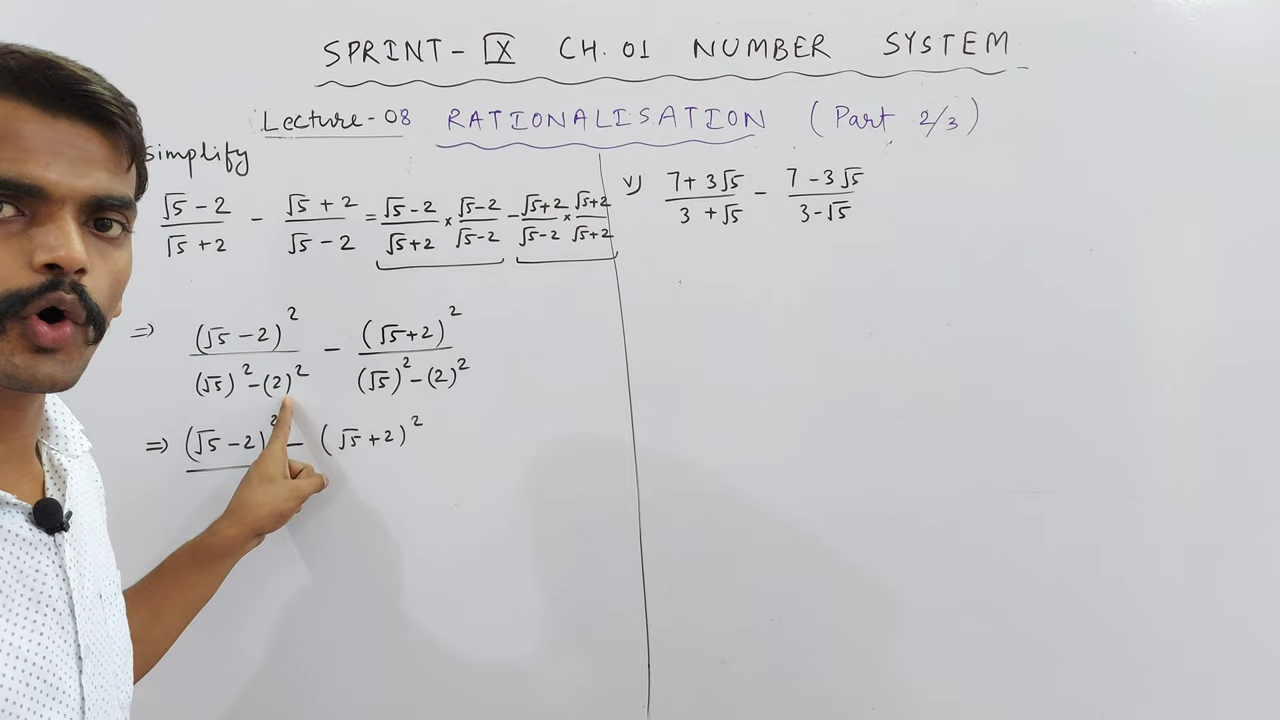 SPRINT - IX CH. 01 NUMBER SYSTEM
Lecture - 08 RATIONALISATION (Part 2/3)
Simplify
(√5 - 2)/(√5 + 2) - (√5 + 2)/(√5 - 2) = (√5 - 2)/(√5 + 2) × (√5 - 2)/(√5 - 2) - (√5 + 2)/(√5 - 2) × (√5 + 2)/(√5 + 2)
⇒ (√5 - 2)²/((√5)² - (2)²) - (√5 + 2)²/((√5)² - (2)²)
⇒ (√5 - 2)² - (√5 + 2)²
v) (7 + 3√5)/(3 + √5) - (7 - 3√5)/(3 - √5)